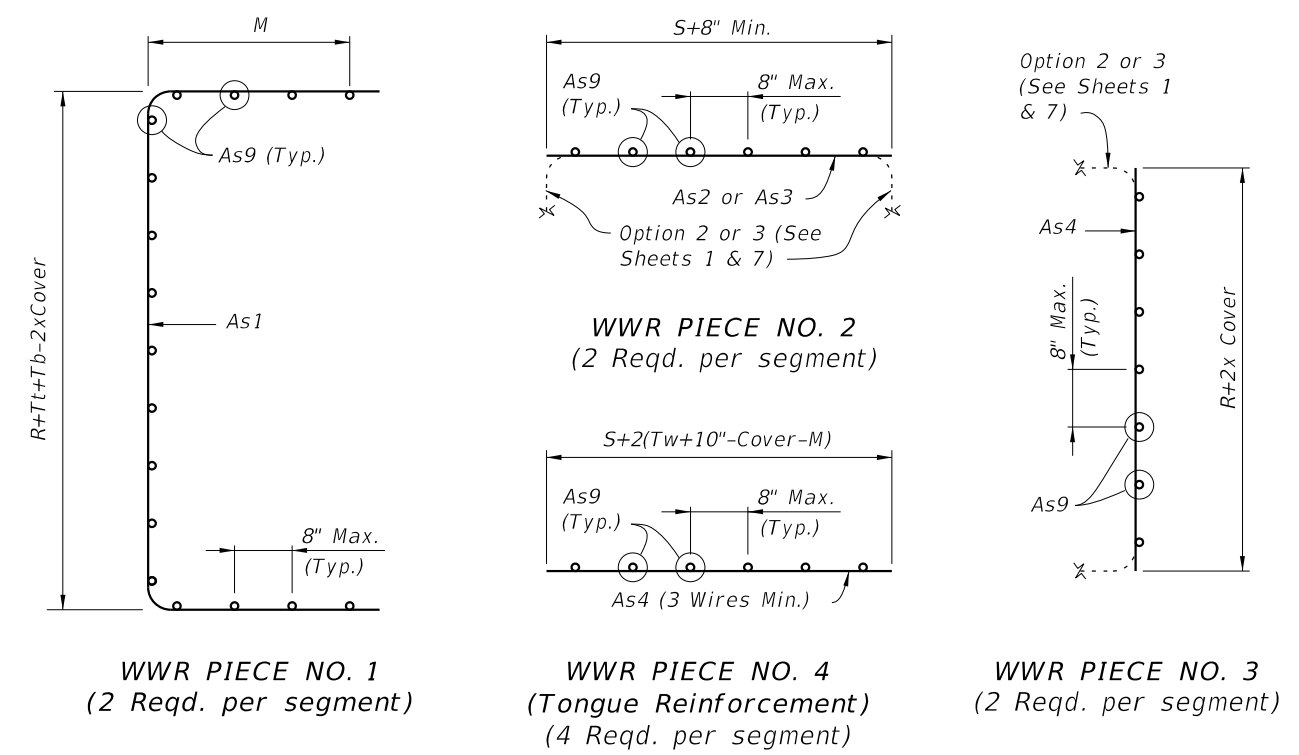 M
As9 (Typ.)
R+Tt+Tb-2xCover
As1
8" Max.
(Typ.)
WWR PIECE NO. 1
(2 Reqd. per segment)
S+8" Min.
As9
(Typ.)
8" Max.
(Typ.)
As2 or As3
Option 2 or 3 (See
Sheets 1 & 7)
WWR PIECE NO. 2
(2 Reqd. per segment)
S+2(Tw+10"-Cover-M)
As9
(Typ.)
8" Max.
(Typ.)
As4 (3 Wires Min.)
WWR PIECE NO. 4
(Tongue Reinforcement)
(4 Reqd. per segment)
Option 2 or 3
(See Sheets 1
& 7)
As4
8" Max.
(Typ.)
R+2x Cover
As9
WWR PIECE NO. 3
(2 Reqd. per segment)